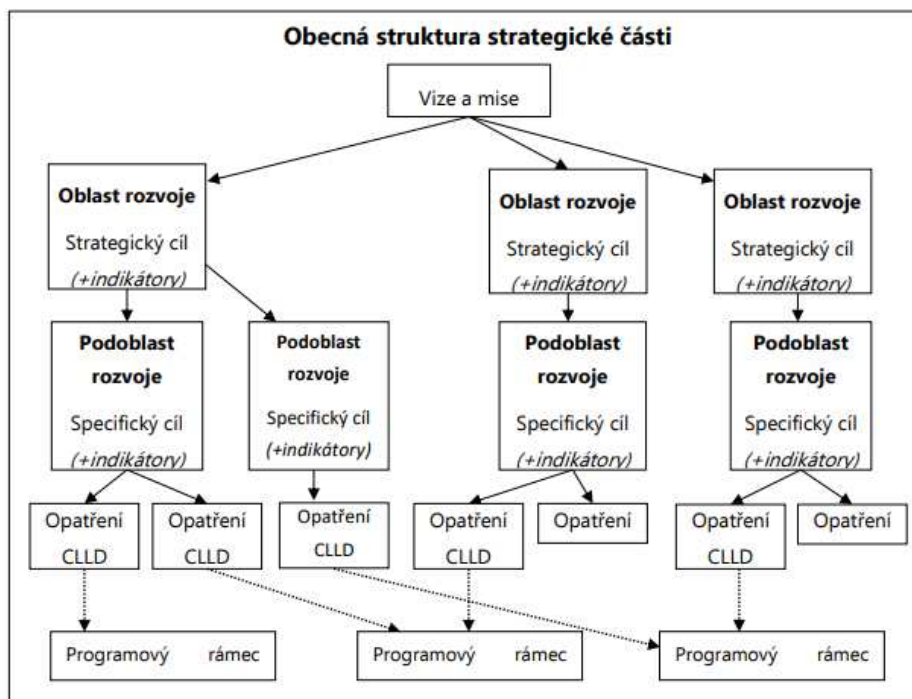 Obecná struktura strategické části
Vize a mise
Oblast rozvoje
Strategický cíl
(+indikátory)
Oblast rozvoje
Strategický cíl
(+indikátory)
Oblast rozvoje
Strategický cíl
(+indikátory)
Podoblast
rozvoje
Specifický cíl
(+indikátory)
Podoblast
rozvoje
Specifický cíl
(+indikátory)
Podoblast
rozvoje
Specifický cíl
(+indikátory)
Podoblast
rozvoje
Specifický cíl
(+indikátory)
Opatření
CLLD
Opatření
CLLD
Opatření
CLLD
Opatření
CLLD
Opatření
Opatření
CLLD
Opatření
Programový rámec
Programový rámec
Programový rámec